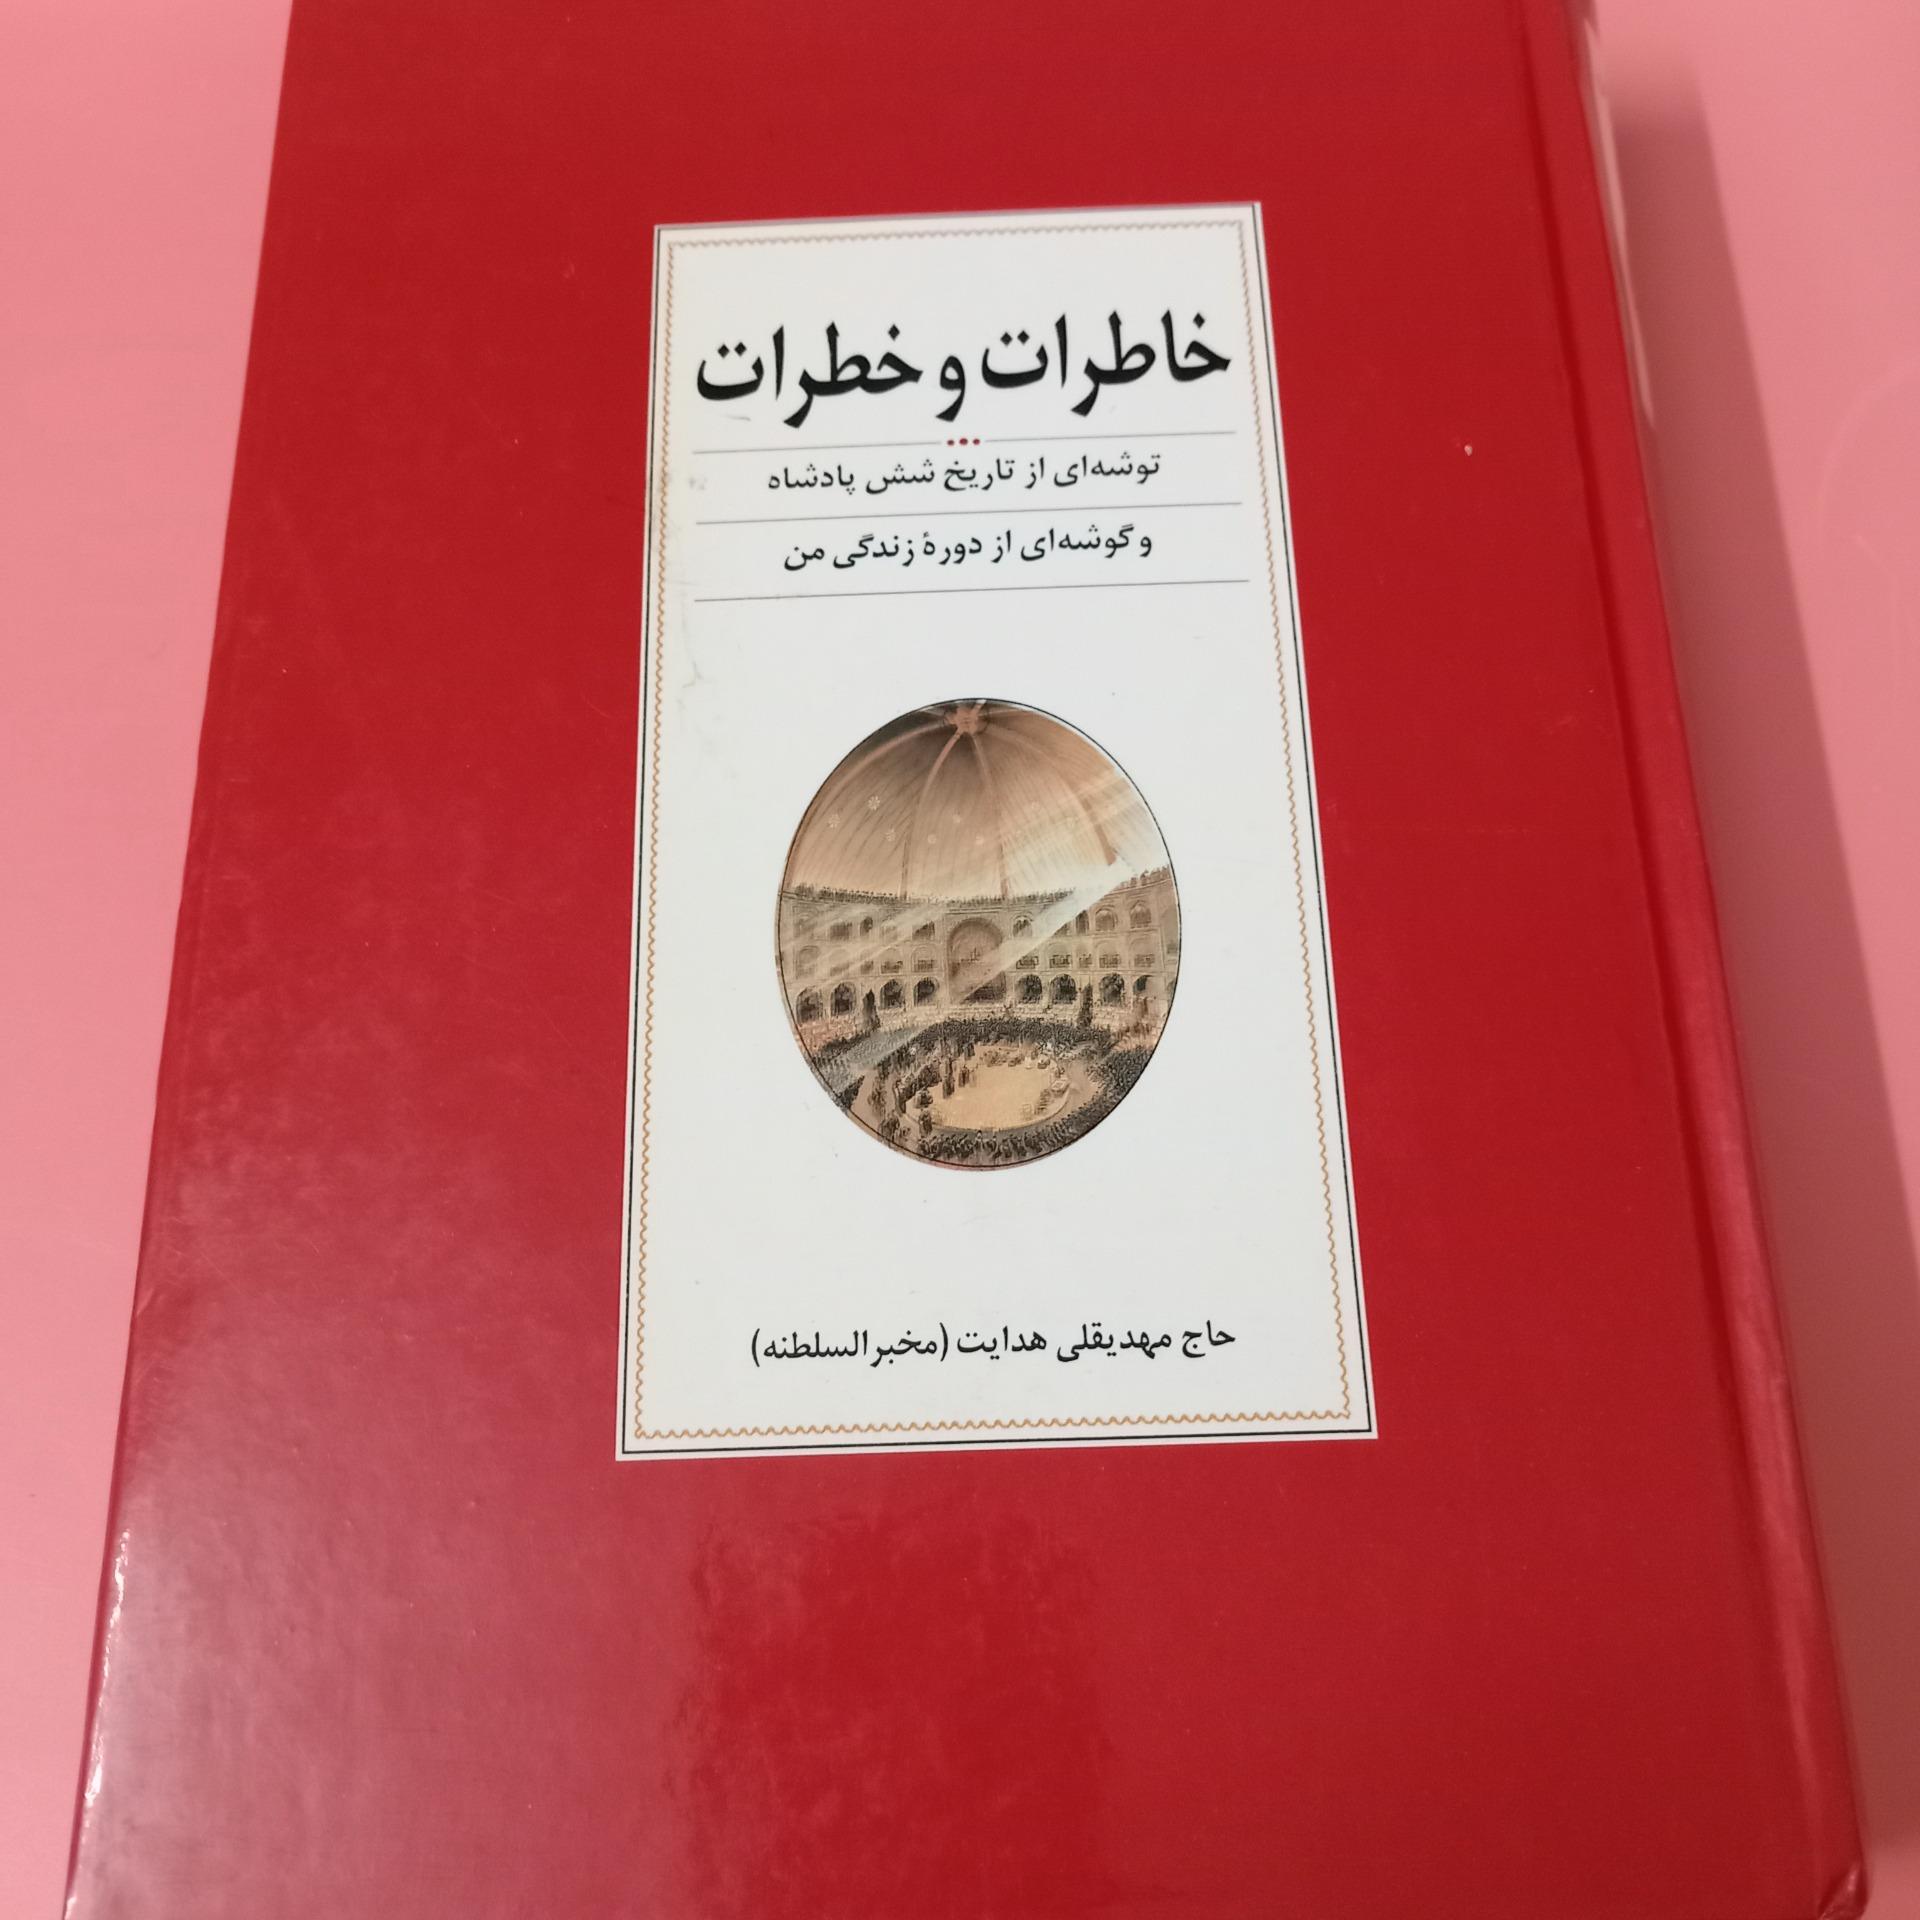 خاطرات و خطرات
توشه‌ای از تاریخ شش پادشاه
و گوشه‌ای از دورهٔ زندگی من
حاج مهدیقلی هدایت (مخبرالسلطنه)